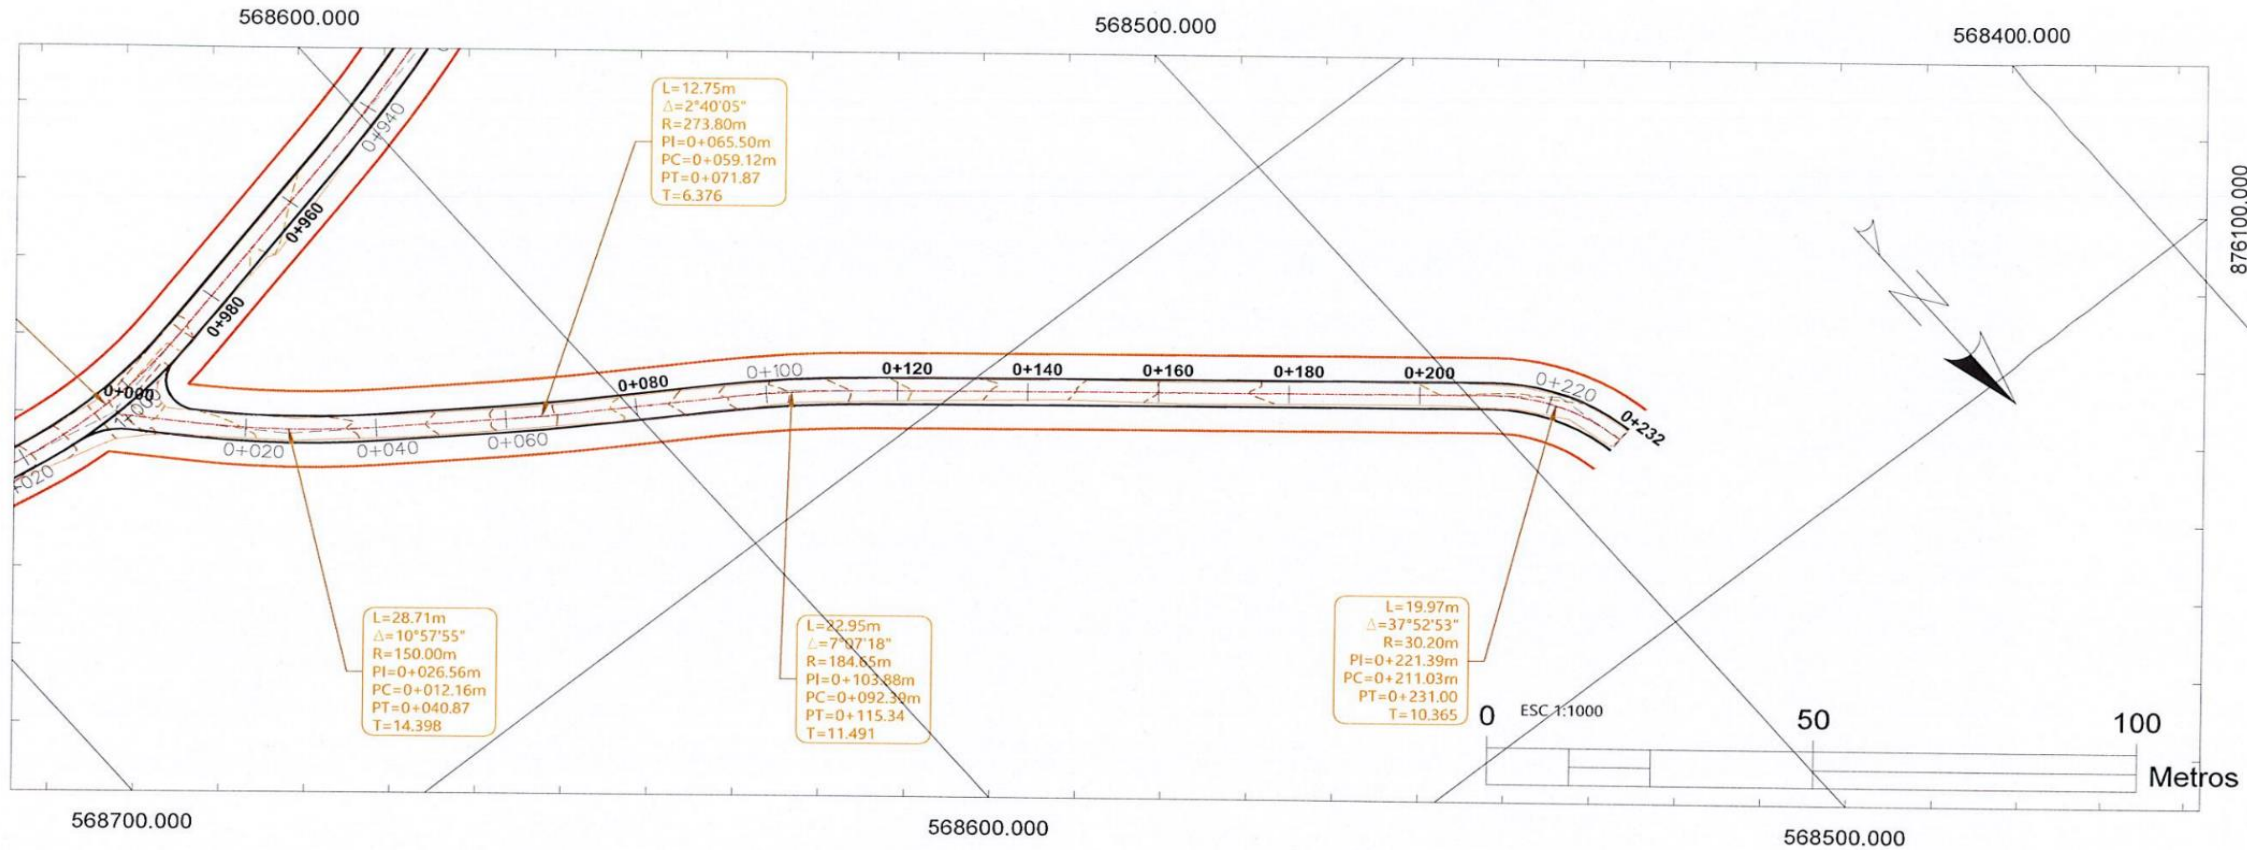 568600.000
568500.000
568400.000
876100.000
L=12.75m
Δ=2°40'05"
R=273.80m
PI=0+065.50m
PC=0+059.12m
PT=0+071.87
T=6.376
0+940
0+960
0+980
0+000
1+000
+020
0+020
0+040
0+060
0+080
0+100
0+120
0+140
0+160
0+180
0+200
0+220
0+232
N
L=28.71m
Δ=10°57'55"
R=150.00m
PI=0+026.56m
PC=0+012.16m
PT=0+040.87
T=14.398
L=22.95m
Δ=7°07'18"
R=184.65m
PI=0+103.88m
PC=0+092.39m
PT=0+115.34
T=11.491
L=19.97m
Δ=37°52'53"
R=30.20m
PI=0+221.39m
PC=0+211.03m
PT=0+231.00
T=10.365
0 ESC 1:1000 50 100
Metros
568700.000
568600.000
568500.000